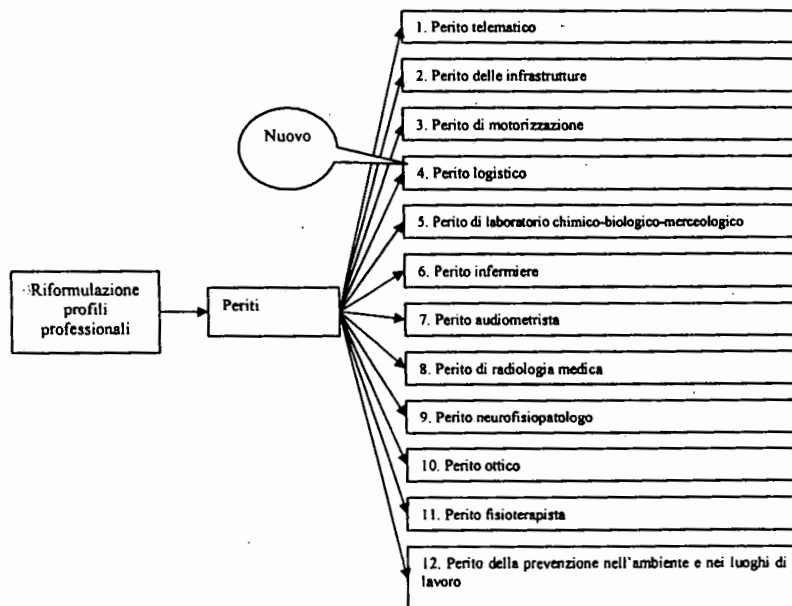 1. Perito telematico
2. Perito delle infrastrutture
Nuovo
3. Perito di motorizzazione
4. Perito logistico
5. Perito di laboratorio chimico-biologico-merceologico
6. Perito infermiere
Riformulazione
profili
professionali
Periti
7. Perito audiometrista
8. Perito di radiologia medica
9. Perito neurofisiopatologo
10. Perito ottico
11. Perito fisioterapista
12. Perito della prevenzione nell'ambiente e nei luoghi di
lavoro